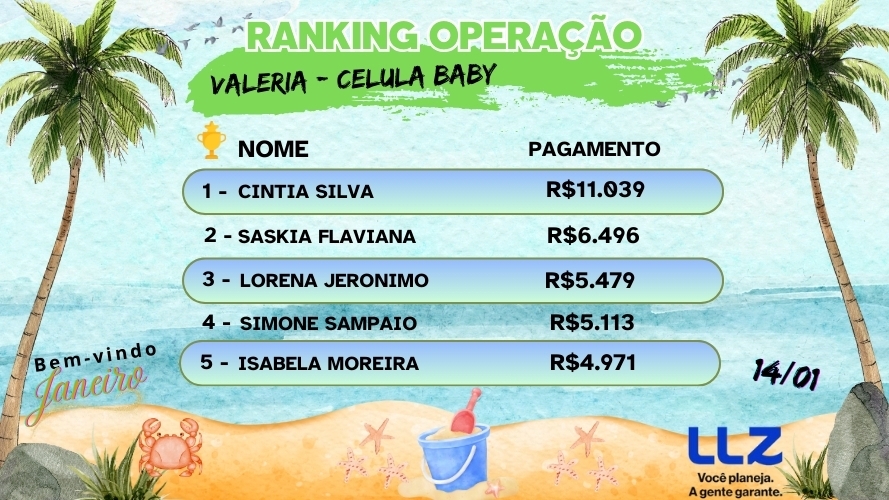 RANKING OPERAÇÃO
VALERIA - CELULA BABY
NOME PAGAMENTO
1 - CINTIA SILVA R$11.039
2 - SASKIA FLAVIANA R$6.496
3 - LORENA JERONIMO R$5.479
4 - SIMONE SAMPAIO R$5.113
5 - ISABELA MOREIRA R$4.971
Bem-vindo
Janeiro
14/01
LLZ
Você planeja.
A gente garante.